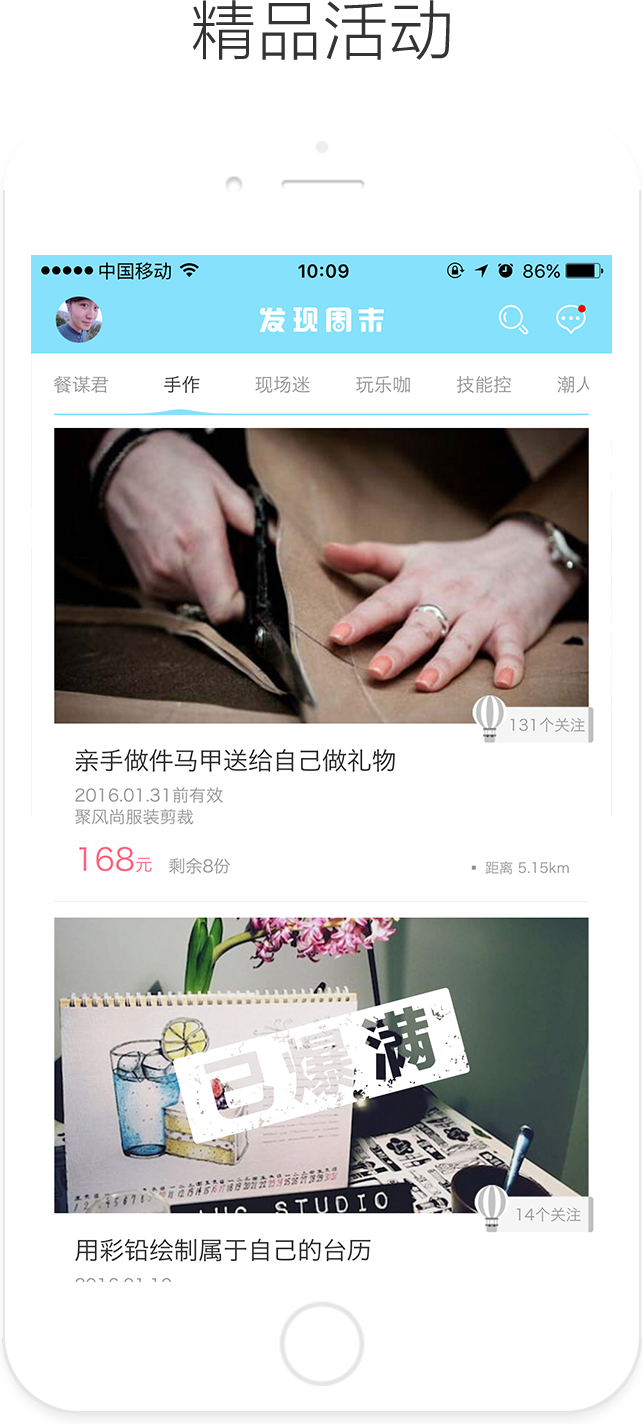 精品活动
中国移动 10:09 86%
发现周末
餐谋君 手作 现场迷 玩乐咖 技能控 潮人
131个关注
亲手做件马甲送给自己做礼物
2016.01.31前有效
聚风尚服装剪裁
168元 剩余8份 距离 5.15km
已爆满
STUDIO
14个关注
用彩铅绘制属于自己的台历